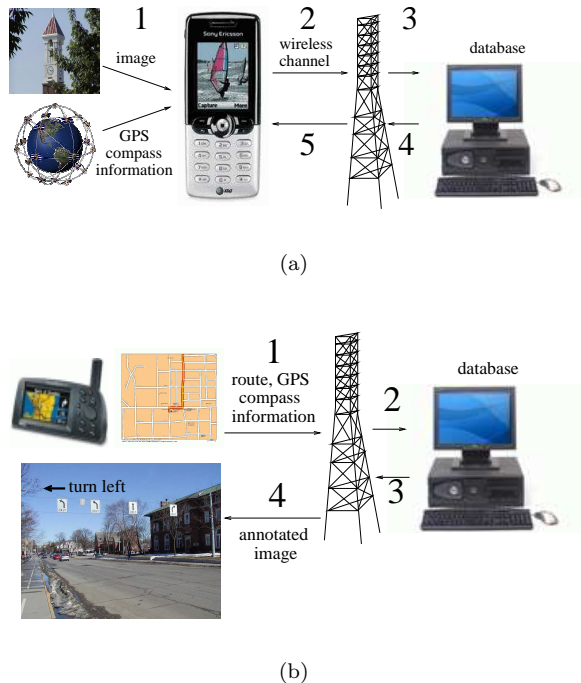 1
2
3
image
wireless
channel
database
Sony Ericsson
Capture
More
GPS
compass
information
5
4
at&t
(a)
1
route, GPS
compass
information
database
2
3
turn left
4
annotated
image
(b)